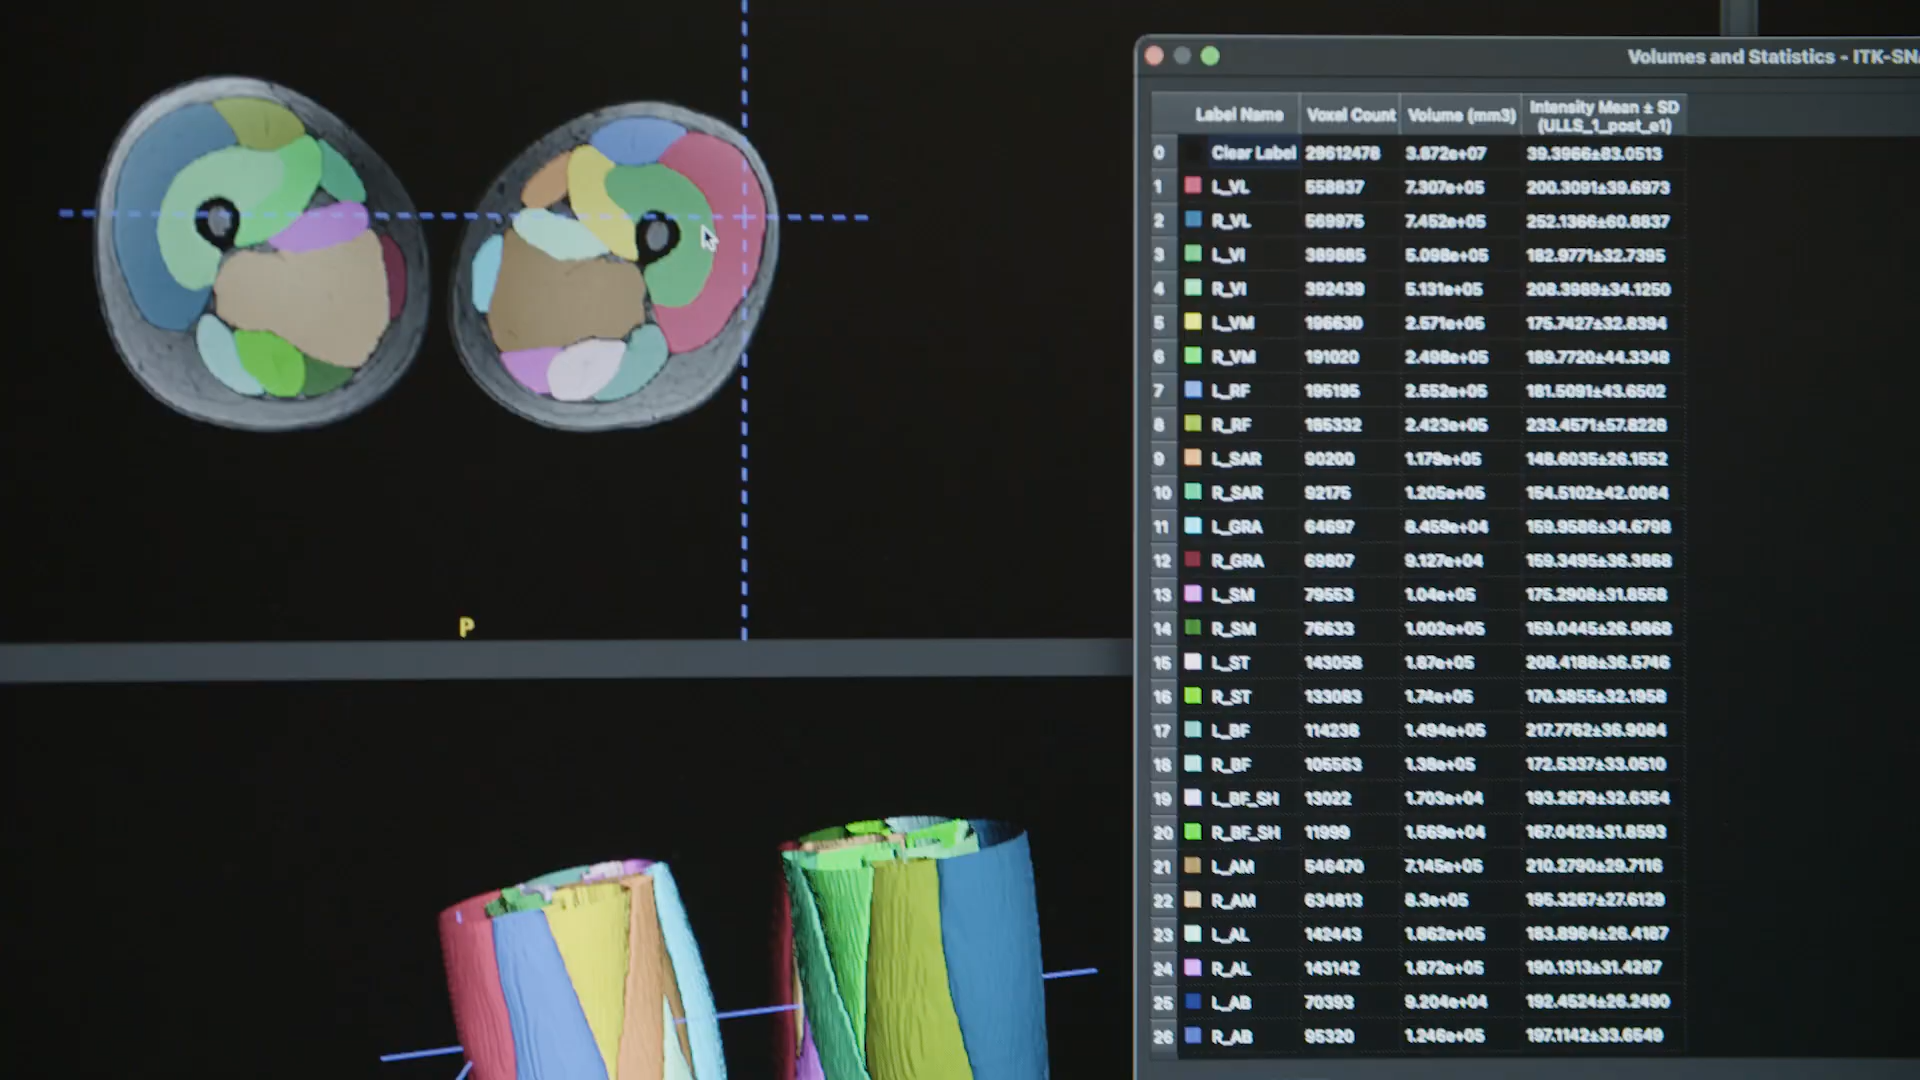 Volumes and Statistics - ITK-SNA
Label Name Voxel Count Volume (mm3) Intensity Mean ± SD
(ULLS_1_post_e1)
0 Clear Label 29612478 3.872e+07 39.3966±83.0513
1 L_VL 558837 7.307e+05 200.3091±39.6973
2 R_VL 569975 7.452e+05 252.1366±60.8837
3 L_VI 389885 5.098e+05 182.9771±32.7395
4 R_VI 392439 5.131e+05 208.3989±34.1250
5 L_VM 196630 2.571e+05 175.7427±32.8394
6 R_VM 191020 2.498e+05 189.7720±44.3348
7 L_RF 195195 2.552e+05 181.5091±43.6502
8 R_RF 185332 2.423e+05 233.4571±57.8228
9 L_SAR 90200 1.179e+05 148.6035±26.1552
10 R_SAR 92175 1.205e+05 154.5102±42.0064
11 L_GRA 64697 8.459e+04 159.9586±34.6798
12 R_GRA 69807 9.127e+04 159.3495±36.3868
13 L_SM 79553 1.04e+05 175.2908±31.8558
14 R_SM 76633 1.002e+05 159.0445±26.9868
15 L_ST 143058 1.87e+05 208.4188±36.5746
16 R_ST 133083 1.74e+05 170.3855±32.1958
17 L_BF 114238 1.494e+05 217.7762±36.9084
18 R_BF 105563 1.38e+05 172.5337±33.0510
19 L_BF_SH 13022 1.703e+04 193.2679±32.6354
20 R_BF_SH 11999 1.569e+04 167.0423±31.8593
21 L_AM 546470 7.145e+05 210.2790±29.7116
22 R_AM 634813 8.3e+05 195.3267±27.6129
23 L_AL 142443 1.862e+05 183.8964±26.4187
24 R_AL 143142 1.872e+05 190.1313±31.4287
25 L_AB 70393 9.204e+04 192.4524±26.2490
26 R_AB 95320 1.246e+05 197.1142±33.6549
P